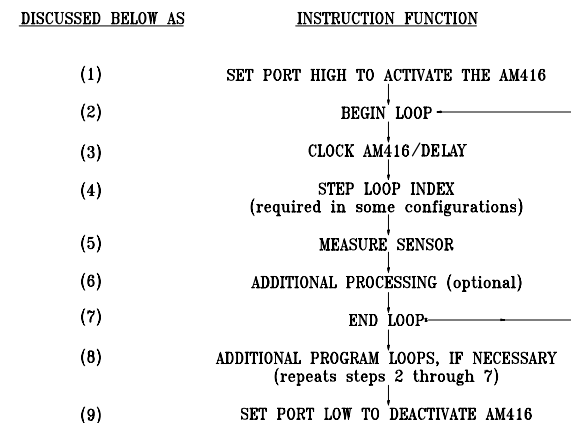 DISCUSSED BELOW AS INSTRUCTION FUNCTION
(1) SET PORT HIGH TO ACTIVATE THE AM416
(2) BEGIN LOOP
(3) CLOCK AM416/DELAY
(4) STEP LOOP INDEX
(required in some configurations)
(5) MEASURE SENSOR
(6) ADDITIONAL PROCESSING (optional)
(7) END LOOP
(8) ADDITIONAL PROGRAM LOOPS, IF NECESSARY
(repeats steps 2 through 7)
(9) SET PORT LOW TO DEACTIVATE AM416